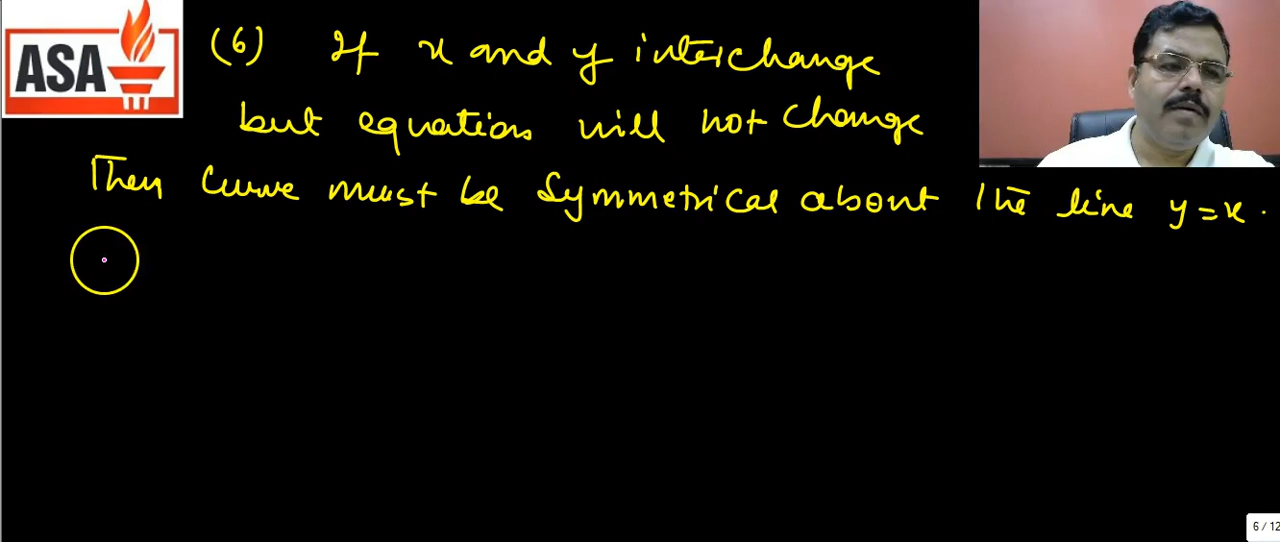 ASA
(6) If x and y interchange
but equation will not change
Then curve must be symmetrical about the line y = x.
6 / 12